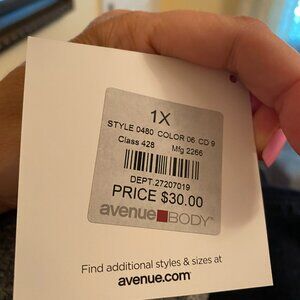 1X
STYLE 0480 COLOR 06 CD 9
Class 428 Mfg 2266
DEPT.27207019
PRICE $30.00
avenue BODY™
Find additional styles & sizes at
avenue.com